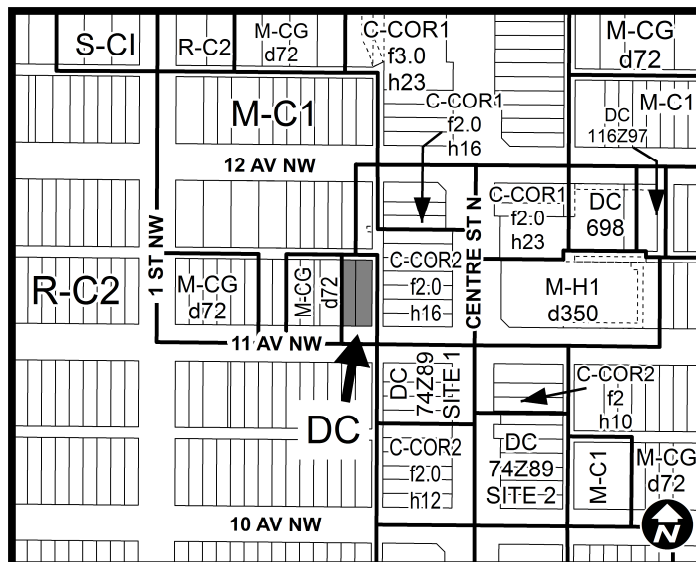 S-CI
R-C2
M-CG
d72
C-COR1
f3.0
h23
M-CG
d72
M-C1
C-COR1
f2.0
h16
DC
116Z97
M-C1
12 AV NW
1 ST NW
CENTRE ST N
C-COR1
f2.0
h23
DC
698
R-C2
M-CG
d72
M-CG
d72
C-COR2
f2.0
h16
M-H1
d350
11 AV NW
DC
DC
74Z89
SITE 1
C-COR2
f2
h10
C-COR2
f2.0
h12
DC
74Z89
SITE 2
M-C1
M-CG
d72
10 AV NW
N